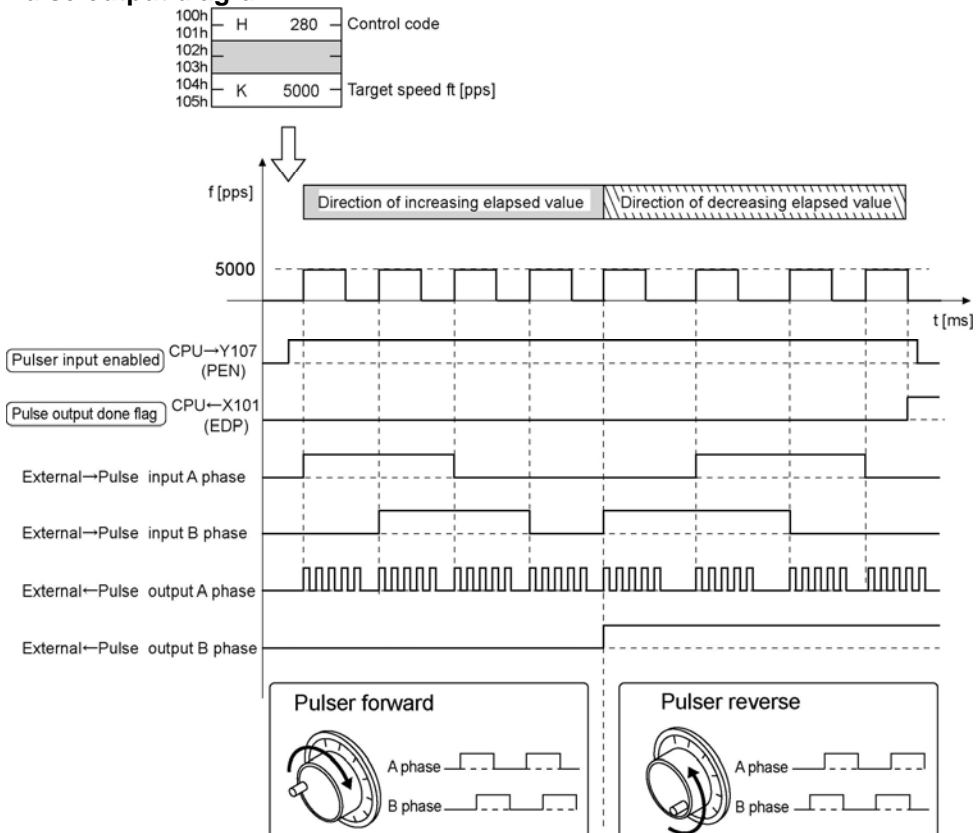 100h
101h
H 280
Control code
102h
103h
104h
105h
K 5000
Target speed ft [pps]
f [pps]
Direction of increasing elapsed value
Direction of decreasing elapsed value
5000
t [ms]
Pulser input enabled
CPU→Y107
(PEN)
Pulse output done flag
CPU←X101
(EDP)
External→Pulse input A phase
External→Pulse input B phase
External←Pulse output A phase
External←Pulse output B phase
Pulser forward
A phase
B phase
Pulser reverse
A phase
B phase